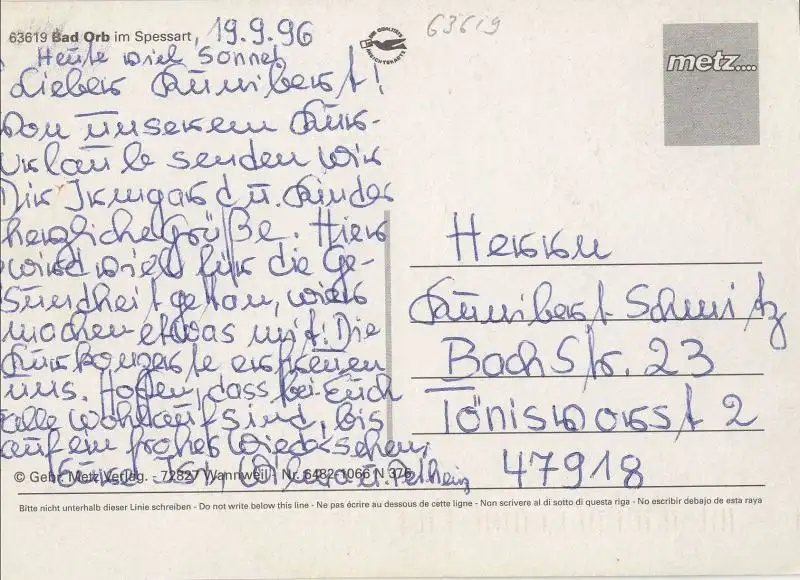 63619 Bad Orb im Spessart, 19.9.96
63619
Heute viel Sonne!
Lieber Kunibert!
Von unserem Kur-
urlaub senden wir
Dir Irmgard u. Kinder
herzliche Grüße. Hier
wird viel für die Ge-
sundheit getan, wir
machen etwas mit! Die
Kurkonzerte erfreuen
uns. Hoffen, dass bei Euch
alle wohlauf sind, bis
auf ein frohes Wiedersehen,
metz....
Herrn
Kunibert Schmitz
Bachstr. 23
Tönisvorst 2
47918
© Gebr. Metz Verlag. - 72827 Wannweil Nr. 6482 1066 N 376
Bitte nicht unterhalb dieser Linie schreiben - Do not write below this line - Ne pas écrire au dessous de cette ligne - Non scrivere al di sotto di questa riga - No escribir debajo de esta raya